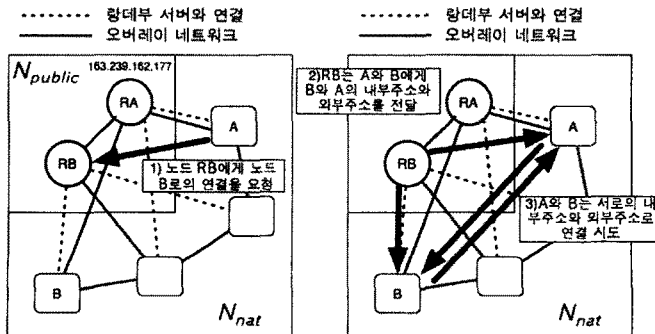 랑데부 서버와 연결
오버레이 네트워크
N_public
163.239.162.177
RA
A
RB
1) 노드 RB에게 노드
B로의 연결을 요청
B
N_nat
랑데부 서버와 연결
오버레이 네트워크
2)RB는 A와 B에게
B와 A의 내부주소와
외부주소를 전달
RA
A
RB
3)A와 B는 서로의 내
부주소와 외부주소로
연결 시도
B
N_nat